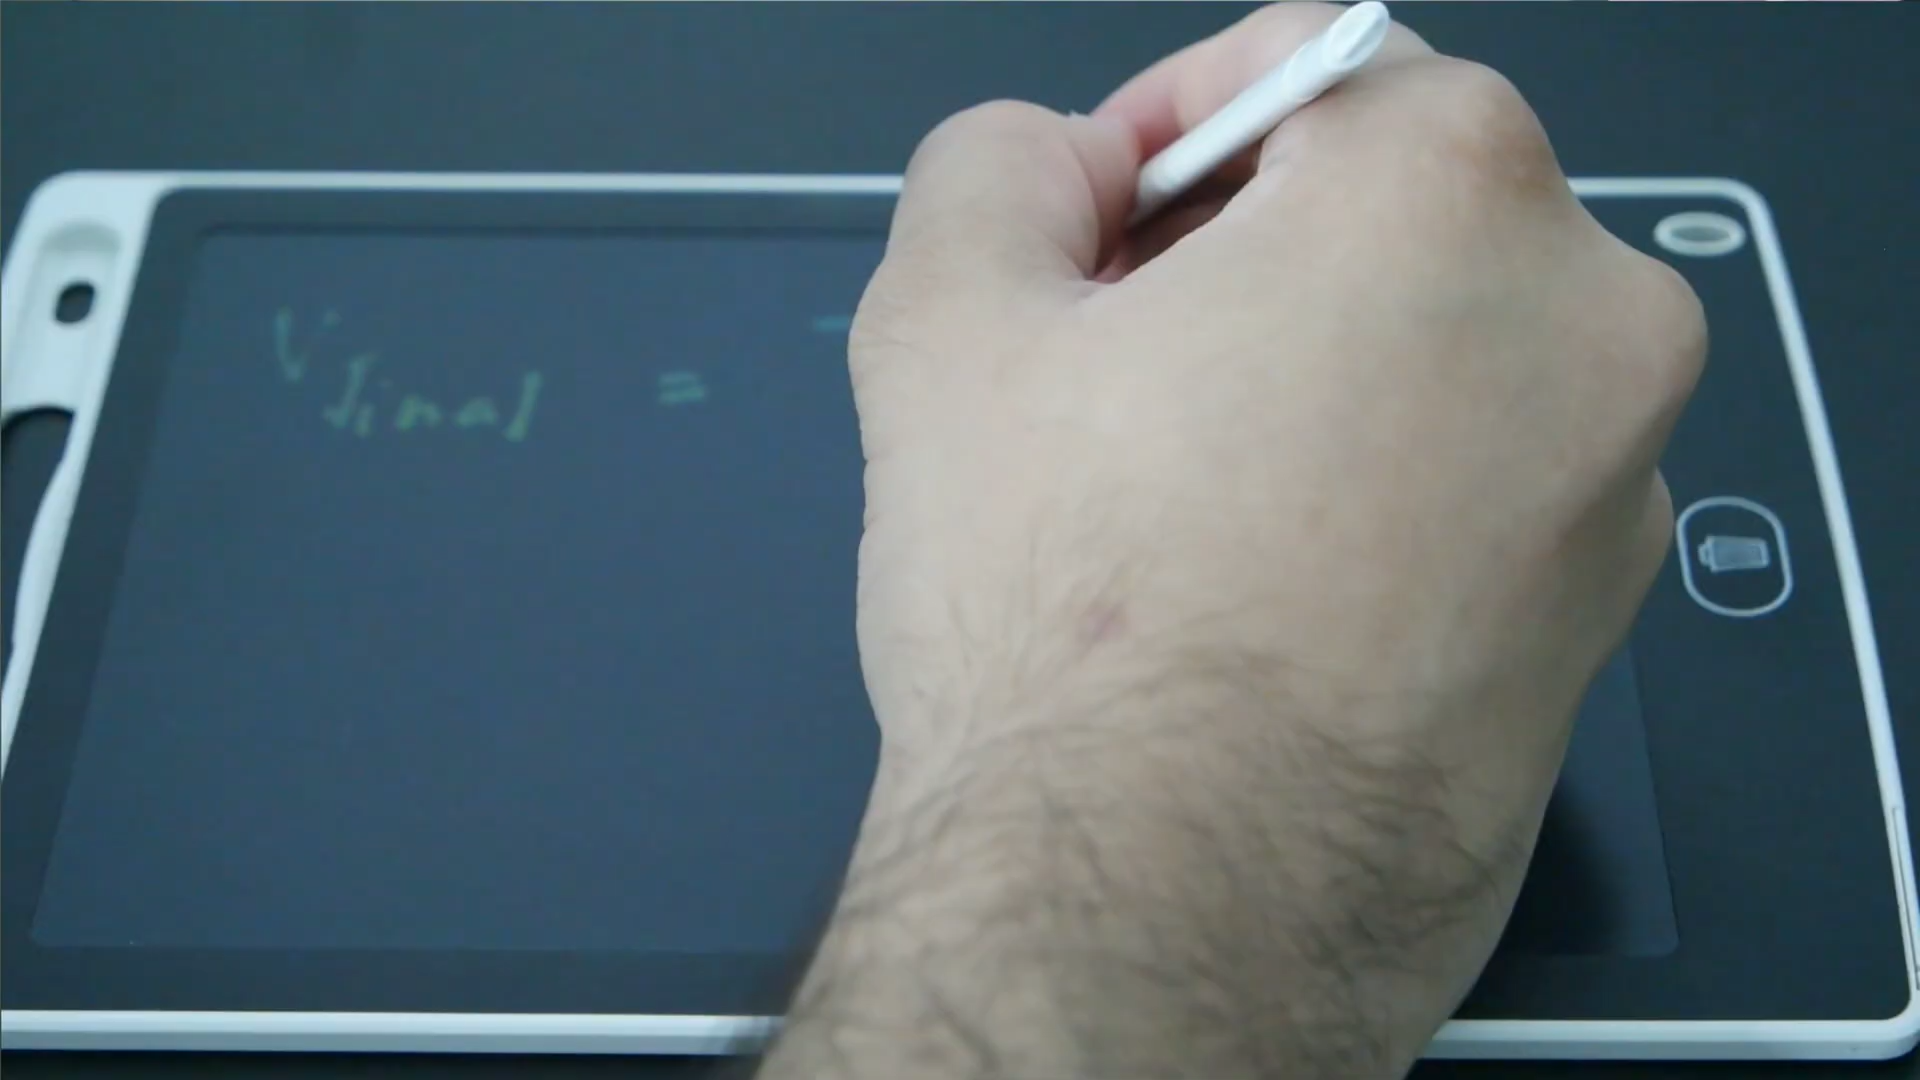 V final =